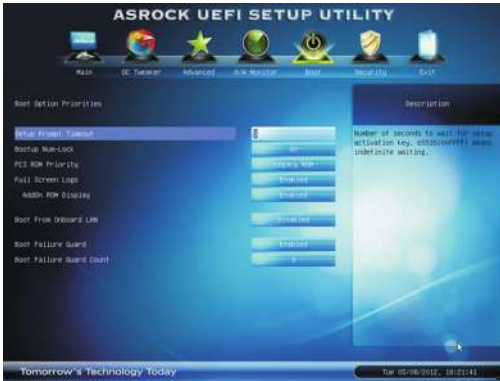 ASROCK UEFI SETUP UTILITY
Main OC Tweaker Advanced H/W Monitor Boot Security Exit
Boot Option Priorities
Description
Setup Prompt Timeout
Number of seconds to wait for setup
activation key. 65535(0xFFFF) means
indefinite waiting.
Bootup Num-Lock On
PCI ROM Priority Legacy ROM
Full Screen Logo Enabled
AddOn ROM Display Enabled
Boot From Onboard LAN Disabled
Boot Failure Guard Enabled
Boot Failure Guard Count
Tomorrow's Technology Today
Tue 05/08/2012, 18:21:41